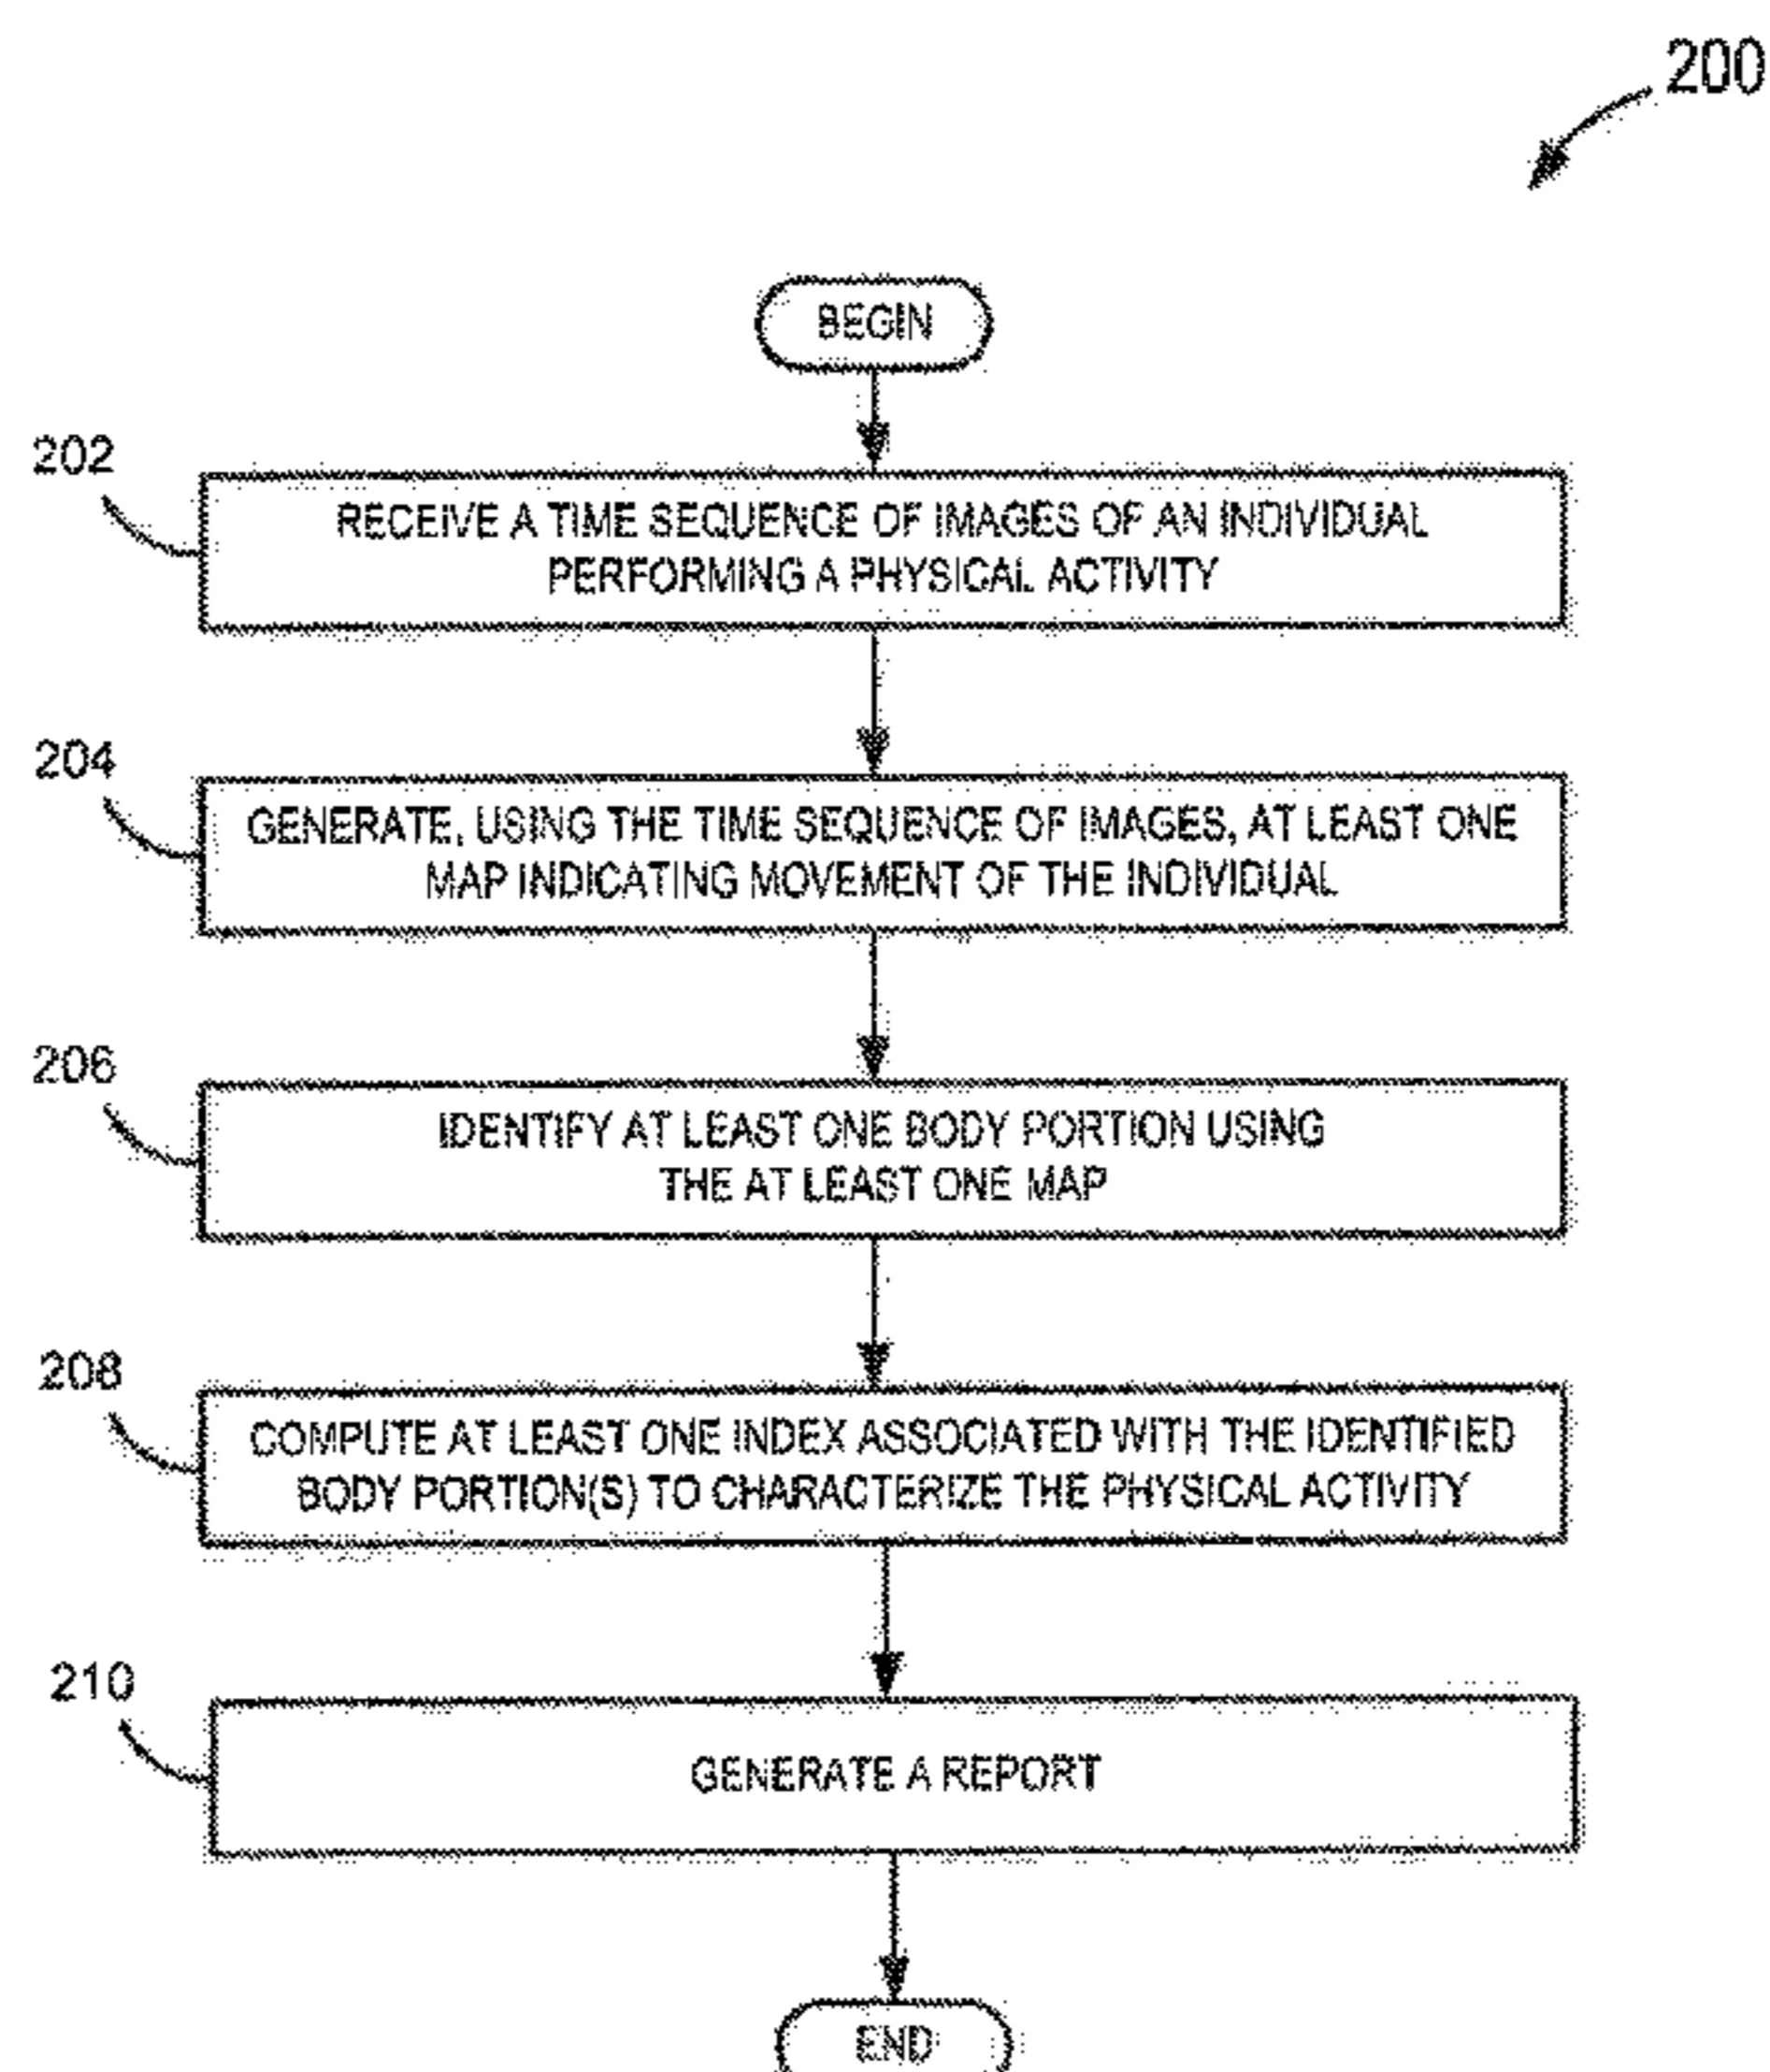 200
BEGIN
202
RECEIVE A TIME SEQUENCE OF IMAGES OF AN INDIVIDUAL
PERFORMING A PHYSICAL ACTIVITY
204
GENERATE, USING THE TIME SEQUENCE OF IMAGES, AT LEAST ONE
MAP INDICATING MOVEMENT OF THE INDIVIDUAL
206
IDENTIFY AT LEAST ONE BODY PORTION USING
THE AT LEAST ONE MAP
208
COMPUTE AT LEAST ONE INDEX ASSOCIATED WITH THE IDENTIFIED
BODY PORTION(S) TO CHARACTERIZE THE PHYSICAL ACTIVITY
210
GENERATE A REPORT
END